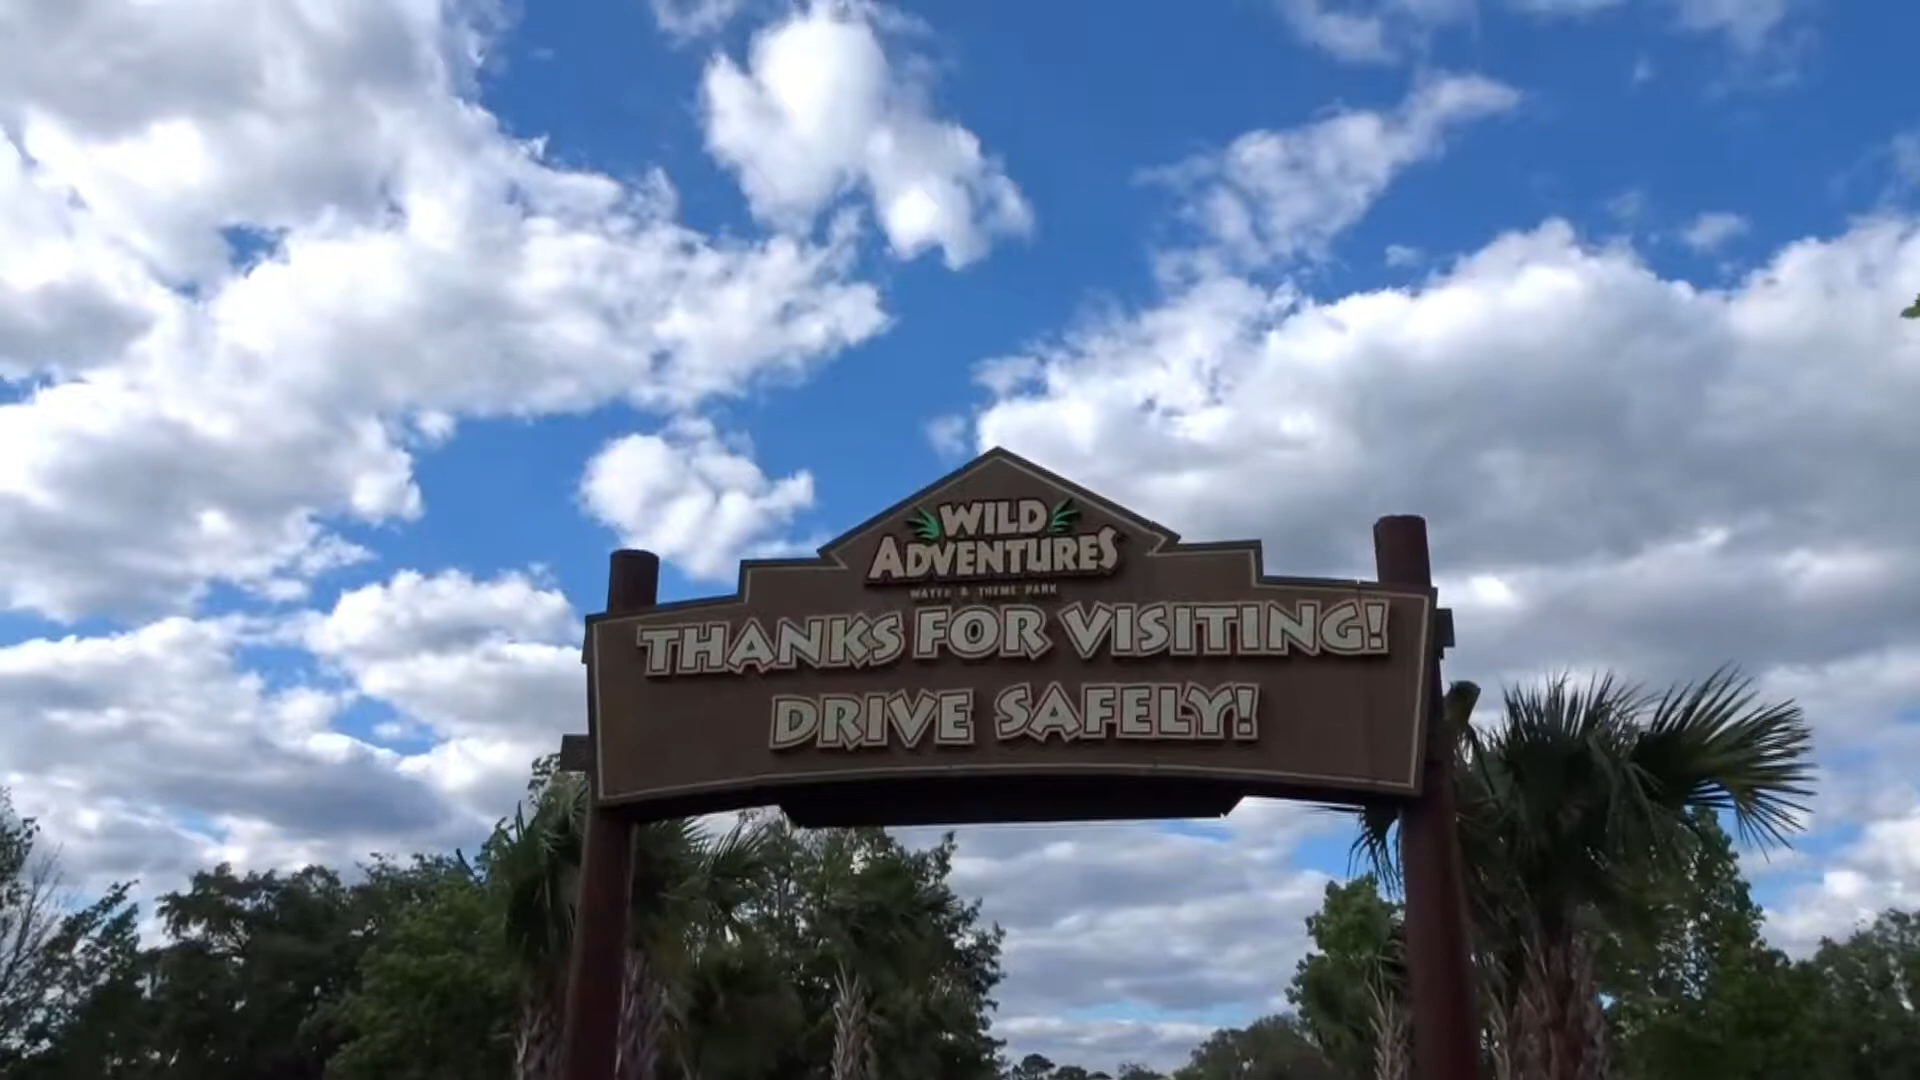 WILD
ADVENTURES
WATER & THEME PARK
THANKS FOR VISITING!
DRIVE SAFELY!